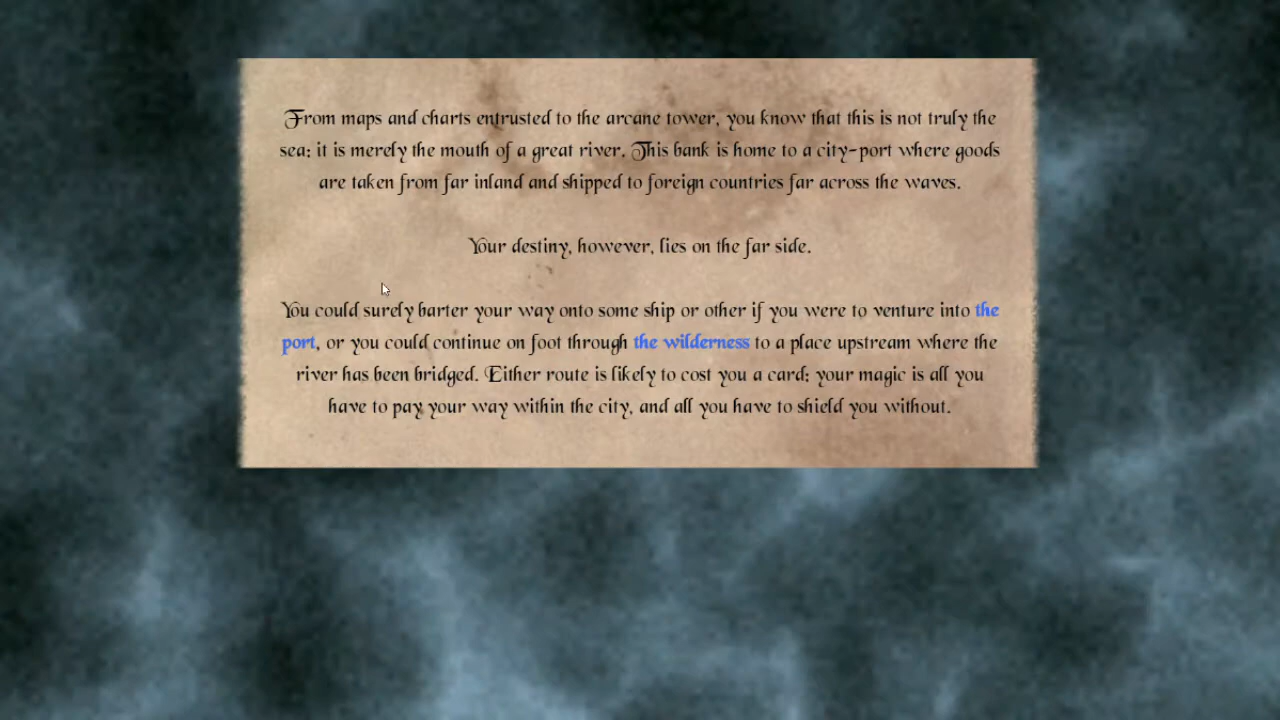 From maps and charts entrusted to the arcane tower, you know that this is not truly the
sea; it is merely the mouth of a great river. This bank is home to a city-port where goods
are taken from far inland and shipped to foreign countries far across the waves.
Your destiny, however, lies on the far side.
You could surely barter your way onto some ship or other if you were to venture into the
port, or you could continue on foot through the wilderness to a place upstream where the
river has been bridged. Either route is likely to cost you a card; your magic is all you
have to pay your way within the city, and all you have to shield you without.